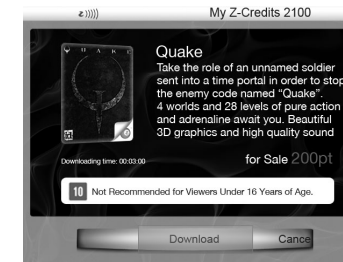 z)))))
My Z-Credits 2100
QUAKE
Quake
Take the role of an unnamed soldier
sent into a time portal in order to stop
the enemy code named “Quake”.
4 worlds and 28 levels of pure action
and adrenaline await you. Beautiful
3D graphics and high quality sound
Downloading time: 00:03:00
for Sale 200pt
10 Not Recommended for Viewers Under 16 Years of Age.
Download
Cance